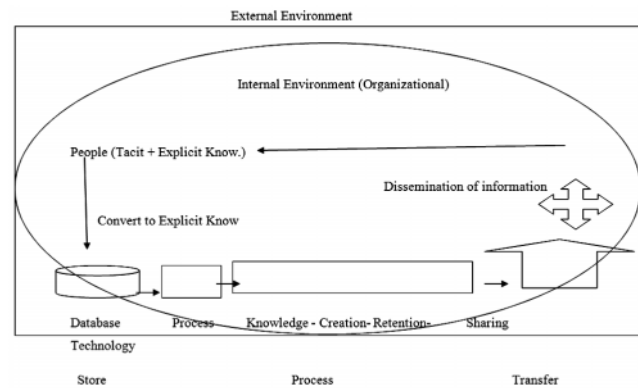 External Environment
Internal Environment (Organizational)
People (Tacit + Explicit Know.)
Dissemination of information
Convert to Explicit Know
Database Process Knowledge - Creation- Retention- Sharing
Technology
Store Process Transfer